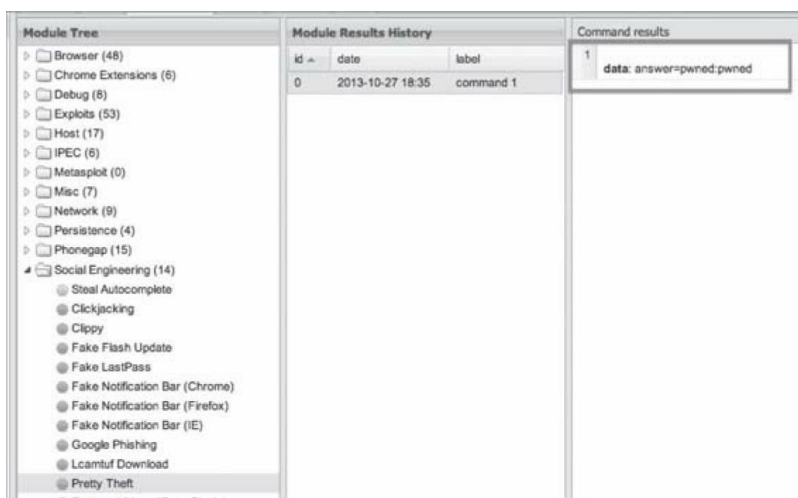 Module Tree
Browser (48)
Chrome Extensions (6)
Debug (8)
Exploits (53)
Host (17)
IPEC (6)
Metasploit (0)
Misc (7)
Network (9)
Persistence (4)
Phonegap (15)
Social Engineering (14)
Steal Autocomplete
Clickjacking
Clippy
Fake Flash Update
Fake LastPass
Fake Notification Bar (Chrome)
Fake Notification Bar (Firefox)
Fake Notification Bar (IE)
Google Phishing
Lcamtuf Download
Pretty Theft
Module Results History
id date label
0 2013-10-27 18:35 command 1
Command results
1
data: answer=pwned:pwned